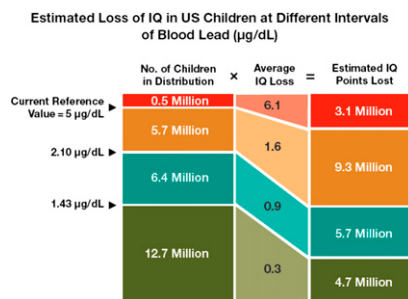 Estimated Loss of IQ in US Children at Different Intervals
of Blood Lead (µg/dL)
No. of Children
in Distribution
×
Average
IQ Loss
=
Estimated IQ
Points Lost
Current Reference
Value = 5 µg/dL
0.5 Million
6.1
3.1 Million
5.7 Million
1.6
9.3 Million
2.10 µg/dL
6.4 Million
0.9
5.7 Million
1.43 µg/dL
12.7 Million
0.3
4.7 Million